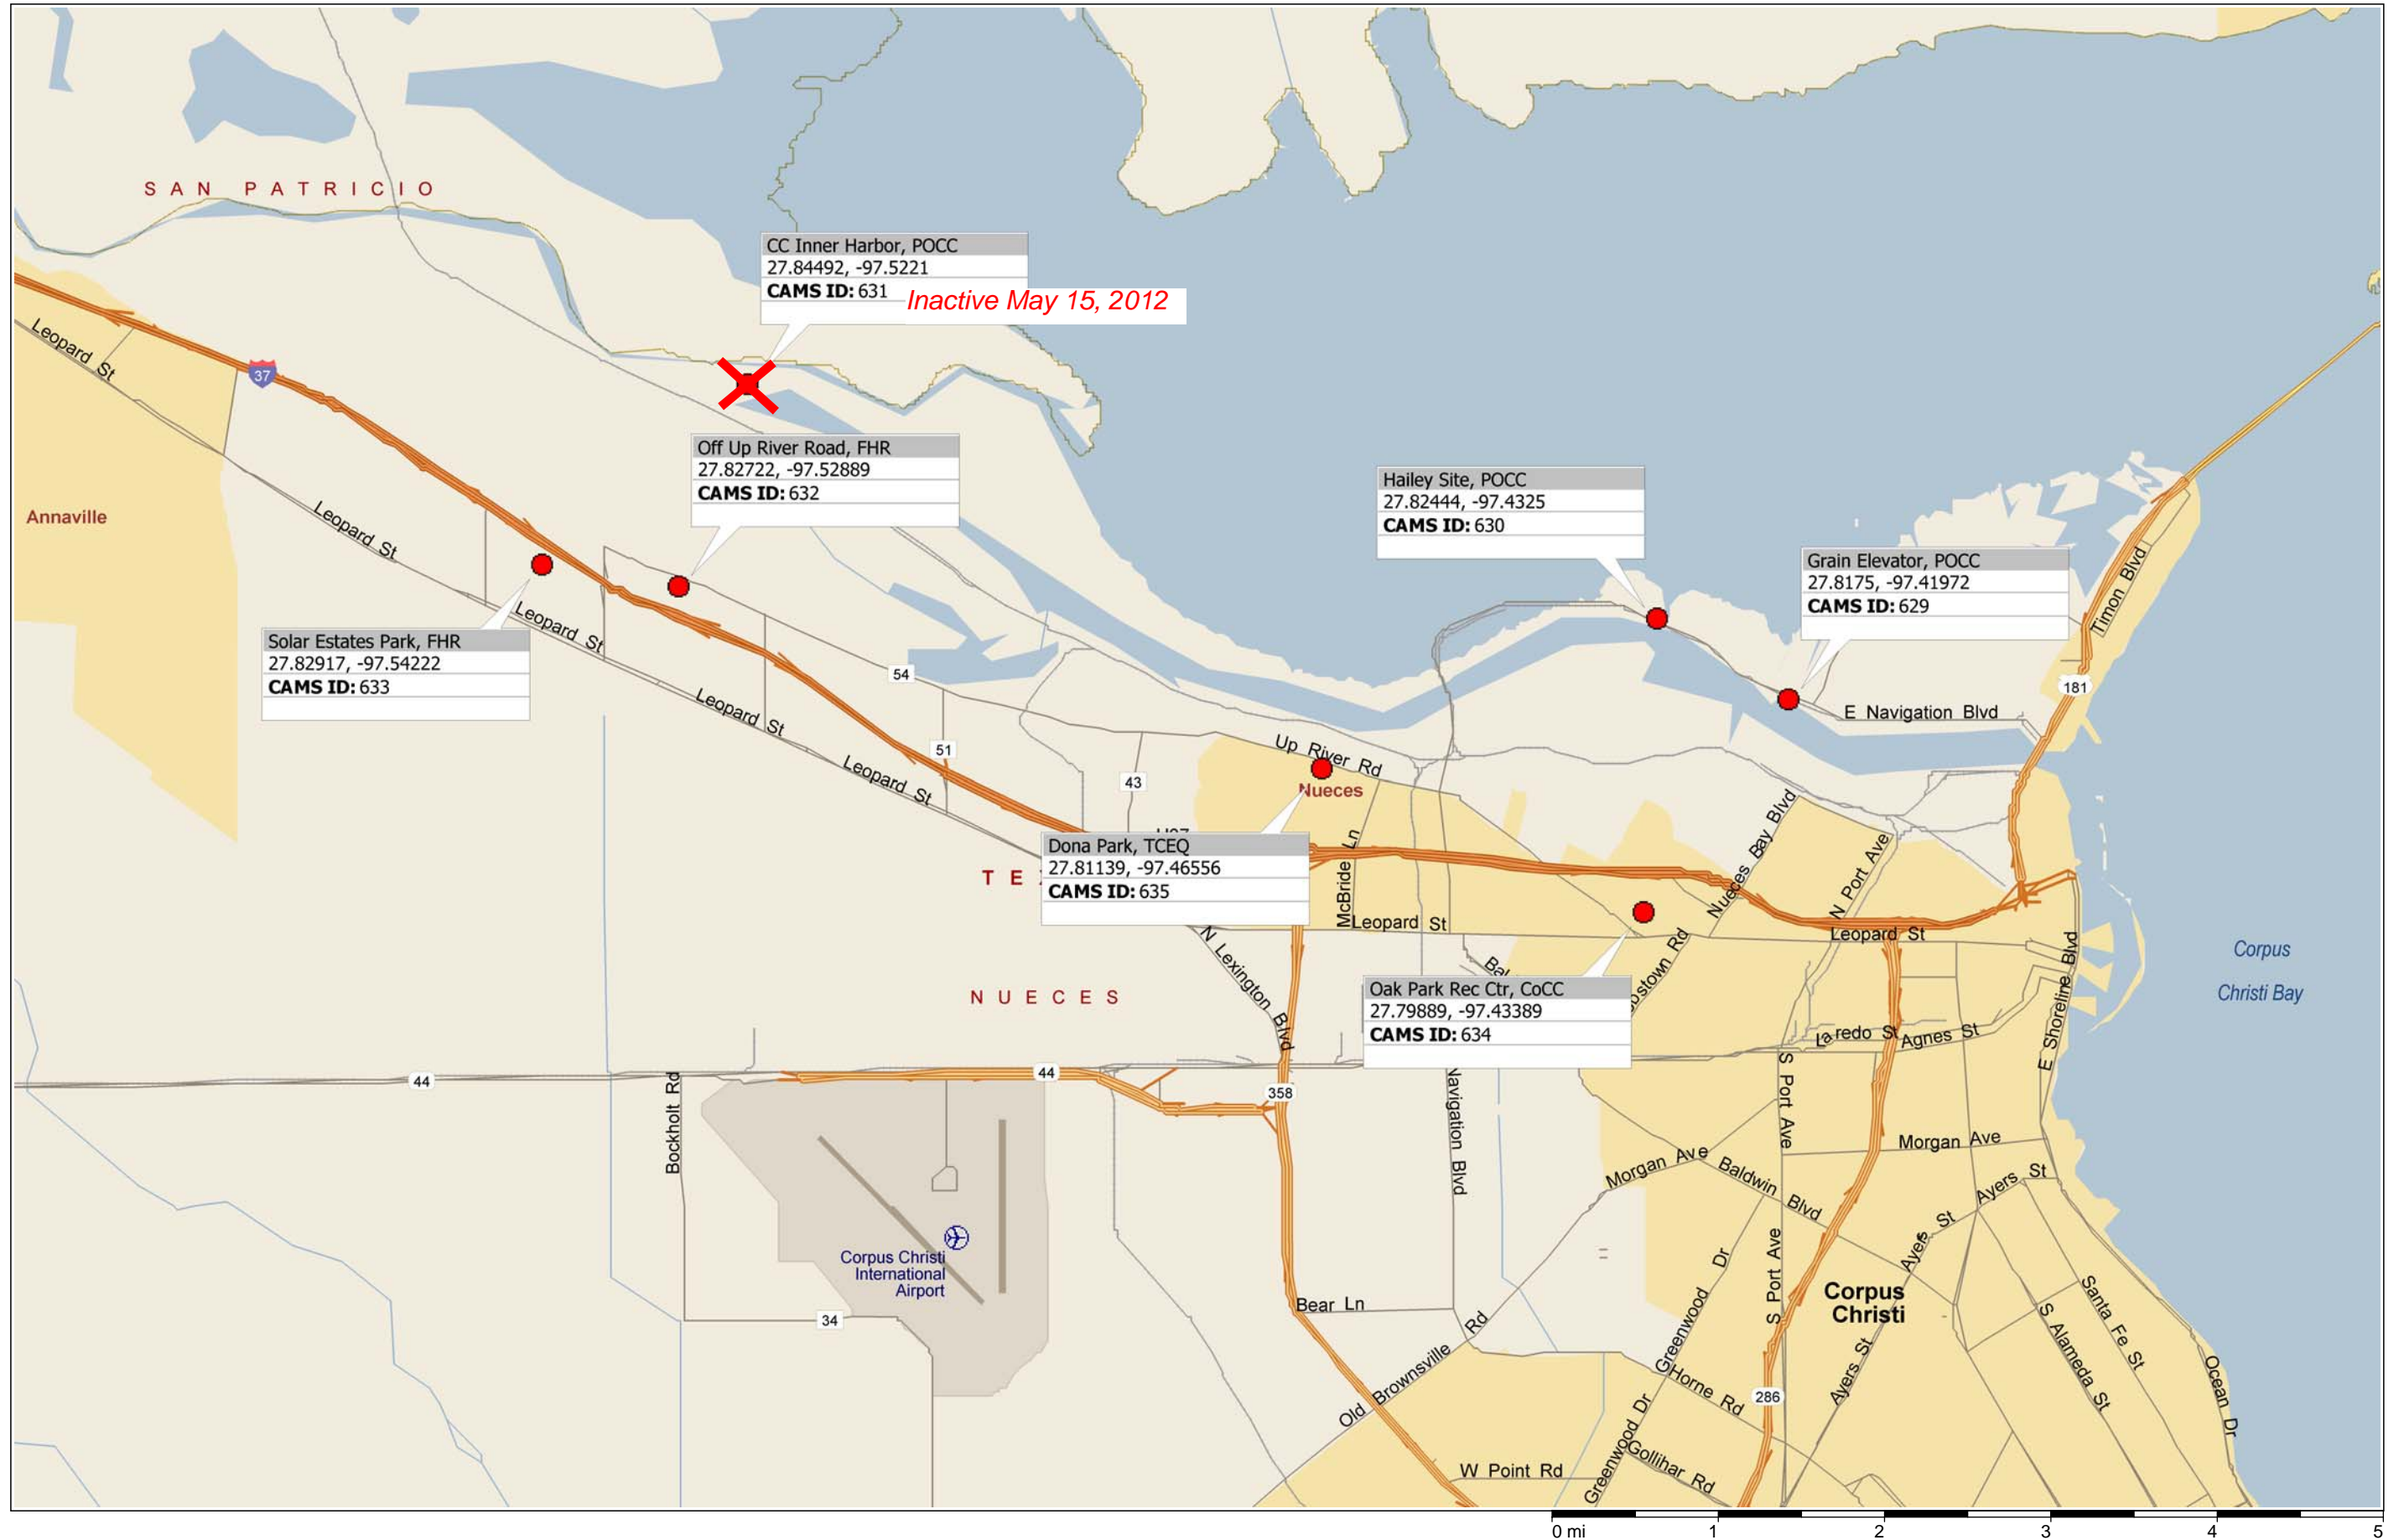 SAN PATRICIO
CC Inner Harbor, POCC
27.84492, -97.5221
CAMS ID: 631
Inactive May 15, 2012
Leopard St
37
Off Up River Road, FHR
27.82722, -97.52889
CAMS ID: 632
Hailey Site, POCC
27.82444, -97.4325
CAMS ID: 630
Annaville
Leopard St
Grain Elevator, POCC
27.8175, -97.41972
CAMS ID: 629
Timon Blvd
Leopard St
Solar Estates Park, FHR
27.82917, -97.54222
CAMS ID: 633
54
181
Leopard St
E Navigation Blvd
51
Up River Rd
43
Leopard St
Nueces
Nueces Bay Blvd
Dona Park, TCEQ
27.81139, -97.46556
CAMS ID: 635
TE
McBride Ln
N Port Ave
Leopard St
Leopard St
N Lexington Blvd
Corpus
Christi Bay
Oak Park Rec Ctr, CoCC
27.79889, -97.43389
CAMS ID: 634
NUECES
Rd
E Shoreline Blvd
Laredo St
Agnes St
44
44
358
Bockholt Rd
Navigation Blvd
S Port Ave
Morgan Ave
Morgan Ave
Baldwin Blvd
Ayers St
Corpus Christi
International
Airport
Greenwood Dr
S Port Ave
Ayers St
Corpus
Christi
Bear Ln
34
Santa Fe St
S Alameda St
Old Brownsville Rd
Ayers St
Ocean Dr
Horne Rd
286
Greenwood Dr
Gollihar Rd
W Point Rd
0 mi 1 2 3 4 5